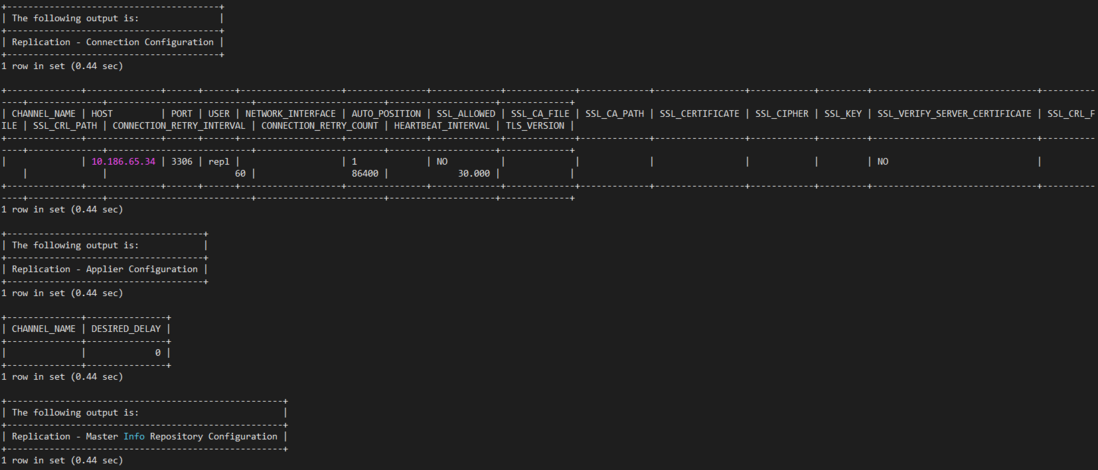 +----------------------------------------+
| The following output is:               |
+----------------------------------------+
| Replication - Connection Configuration |
+----------------------------------------+
1 row in set (0.44 sec)
+--------------+--------------+------+------+-------------------+---------------+-------------+-------------+-------------+-----------------+------------+---------+-------------------------------+----------
----+--------------+---------------------------+------------------------+--------------------+-------------+
| CHANNEL_NAME | HOST         | PORT | USER | NETWORK_INTERFACE | AUTO_POSITION | SSL_ALLOWED | SSL_CA_FILE | SSL_CA_PATH | SSL_CERTIFICATE | SSL_CIPHER | SSL_KEY | SSL_VERIFY_SERVER_CERTIFICATE | SSL_CRL_F
ILE | SSL_CRL_PATH | CONNECTION_RETRY_INTERVAL | CONNECTION_RETRY_COUNT | HEARTBEAT_INTERVAL | TLS_VERSION |
+--------------+--------------+------+------+-------------------+---------------+-------------+-------------+-------------+-----------------+------------+---------+-------------------------------+----------
----+--------------+---------------------------+------------------------+--------------------+-------------+
|              | 10.186.65.34 | 3306 | repl |                   | 1             | NO          |             |             |                 |            |         | NO                            |
    |              |                        60 |                  86400 |             30.000 |             |
+--------------+--------------+------+------+-------------------+---------------+-------------+-------------+-------------+-----------------+------------+---------+-------------------------------+----------
----+--------------+---------------------------+------------------------+--------------------+-------------+
1 row in set (0.44 sec)
+-------------------------------------+
| The following output is:            |
+-------------------------------------+
| Replication - Applier Configuration |
+-------------------------------------+
1 row in set (0.44 sec)
+--------------+---------------+
| CHANNEL_NAME | DESIRED_DELAY |
+--------------+---------------+
|              |             0 |
+--------------+---------------+
1 row in set (0.44 sec)
+----------------------------------------------------+
| The following output is:                           |
+----------------------------------------------------+
| Replication - Master Info Repository Configuration |
+----------------------------------------------------+
1 row in set (0.44 sec)